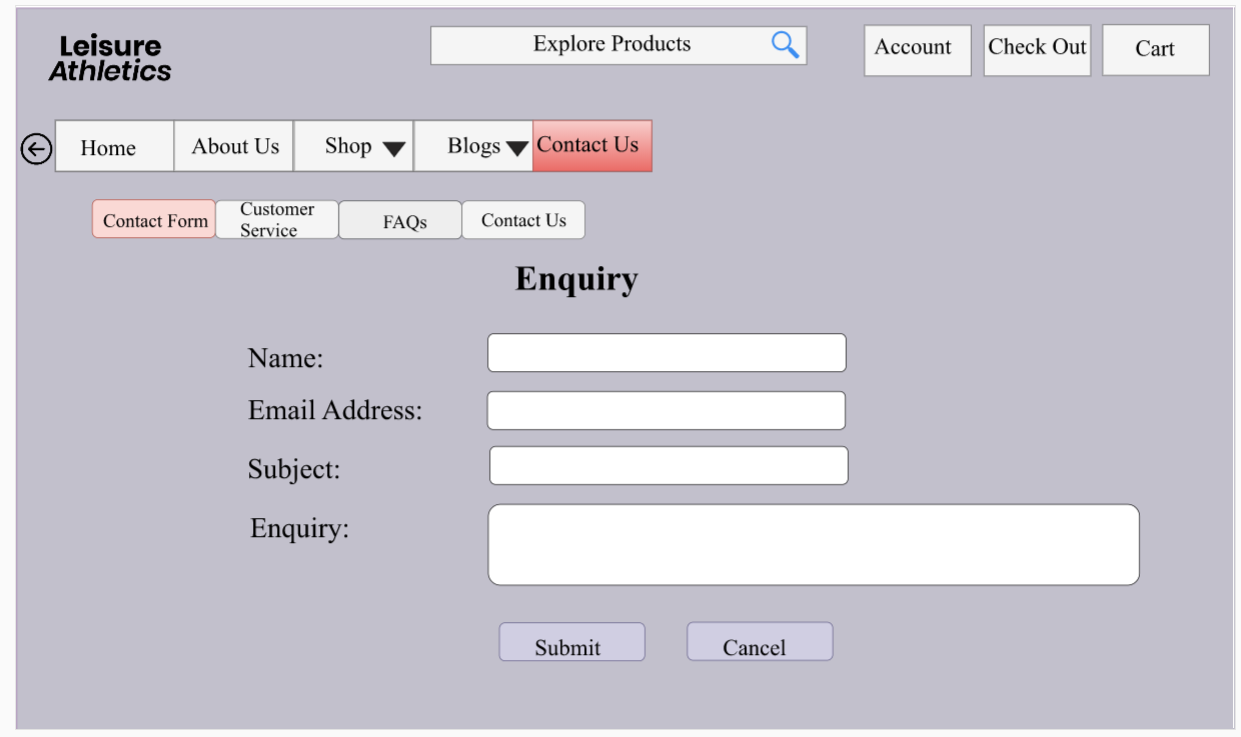 Leisure
Athletics
Explore Products
Account
Check Out
Cart
Home
About Us
Shop
Blogs
Contact Us
Contact Form
Customer
Service
FAQs
Contact Us
Enquiry
Name:
Email Address:
Subject:
Enquiry:
Submit
Cancel